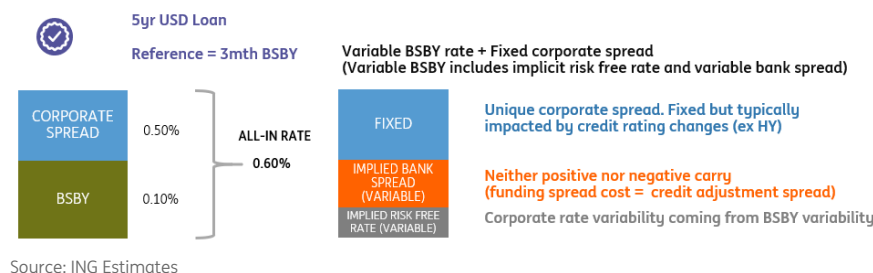 5yr USD Loan
Reference = 3mth BSBY
Variable BSBY rate + Fixed corporate spread
(Variable BSBY includes implicit risk free rate and variable bank spread)
CORPORATE
SPREAD
0.50%
BSBY
0.10%
ALL-IN RATE
0.60%
FIXED
Unique corporate spread. Fixed but typically
impacted by credit rating changes (ex HY)
IMPLIED BANK
SPREAD
(VARIABLE)
Neither positive nor negative carry
(funding spread cost = credit adjustment spread)
IMPLIED RISK FREE
RATE (VARIABLE)
Corporate rate variability coming from BSBY variability
Source: ING Estimates